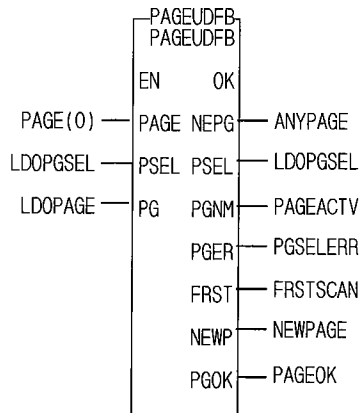 PAGEUDFB
PAGEUDFB
EN OK
PAGE(0) PAGE NEPG ANYPAGE
LDOPGSEL PSEL PSEL LDOPGSEL
LDOPAGE PG PGNM PAGEACTV
PGER PGSELERR
FRST FRSTSCAN
NEWP NEWPAGE
PGOK PAGEOK